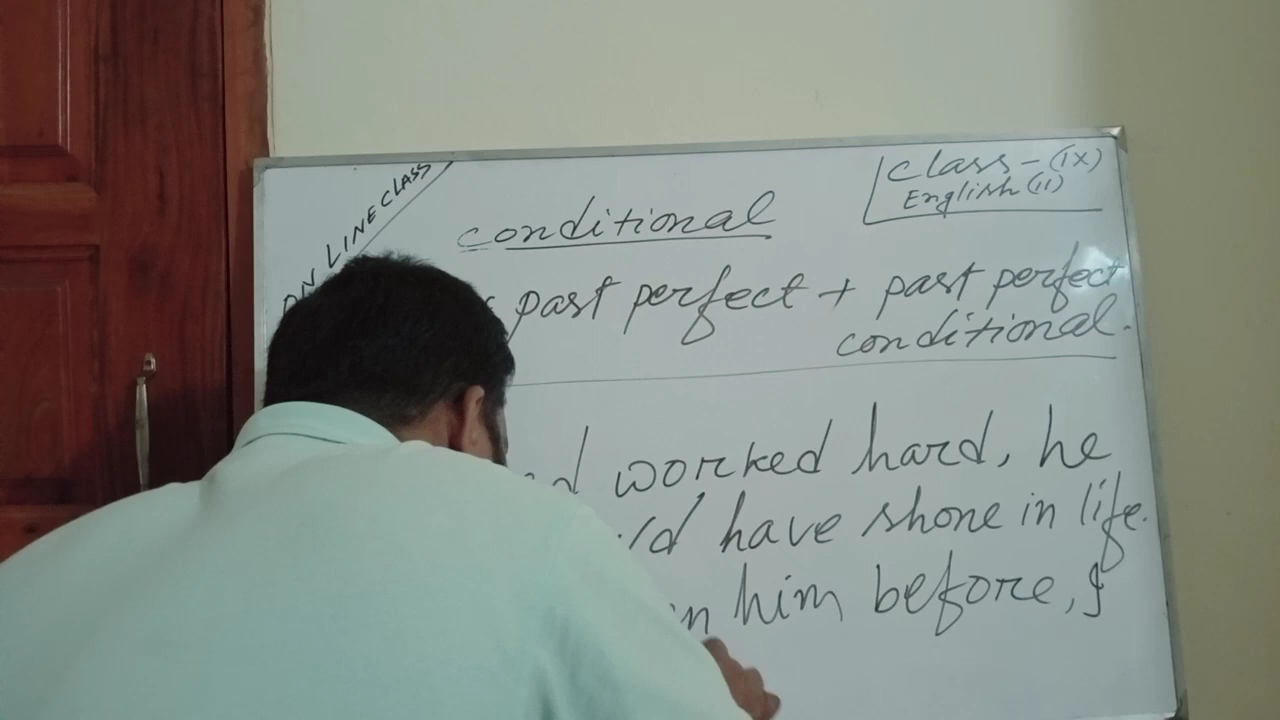 ON LINE CLASS
Class - (IX)
English (II)
conditional
past perfect + past perfect
conditional.
worked hard, he
have shone in life.
him before, I